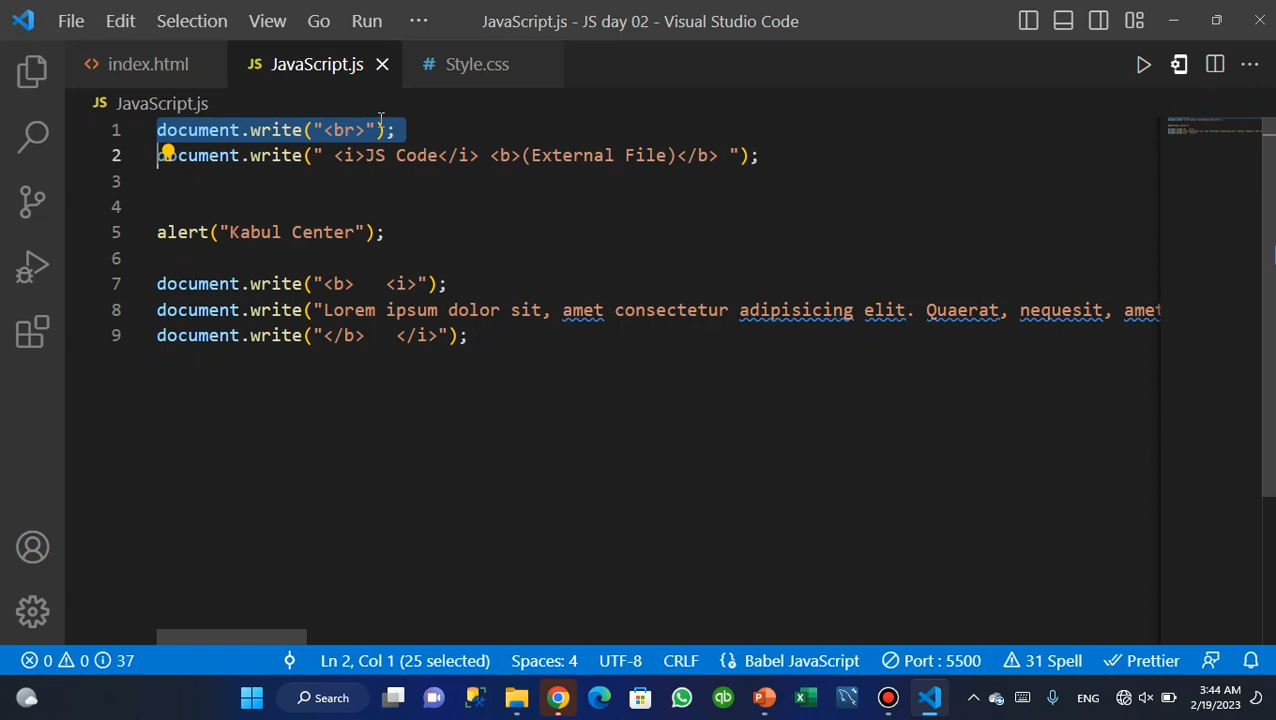 File Edit Selection View Go Run ··· JavaScript.js - JS day 02 - Visual Studio Code
<> index.html JS JavaScript.js # Style.css
JS JavaScript.js
1 document.write("<br>");
2 document.write(" <i>JS Code</i> <b>(External File)</b> ");
3
4
5 alert("Kabul Center");
6
7 document.write("<b>   <i>");
8 document.write("Lorem ipsum dolor sit, amet consectetur adipisicing elit. Quaerat, nequesit, amet
9 document.write("</b>   </i>");
0 0 37 Ln 2, Col 1 (25 selected) Spaces: 4 UTF-8 CRLF {} Babel JavaScript Port : 5500 31 Spell Prettier
Search qb ENG 3:44 AM
2/19/2023